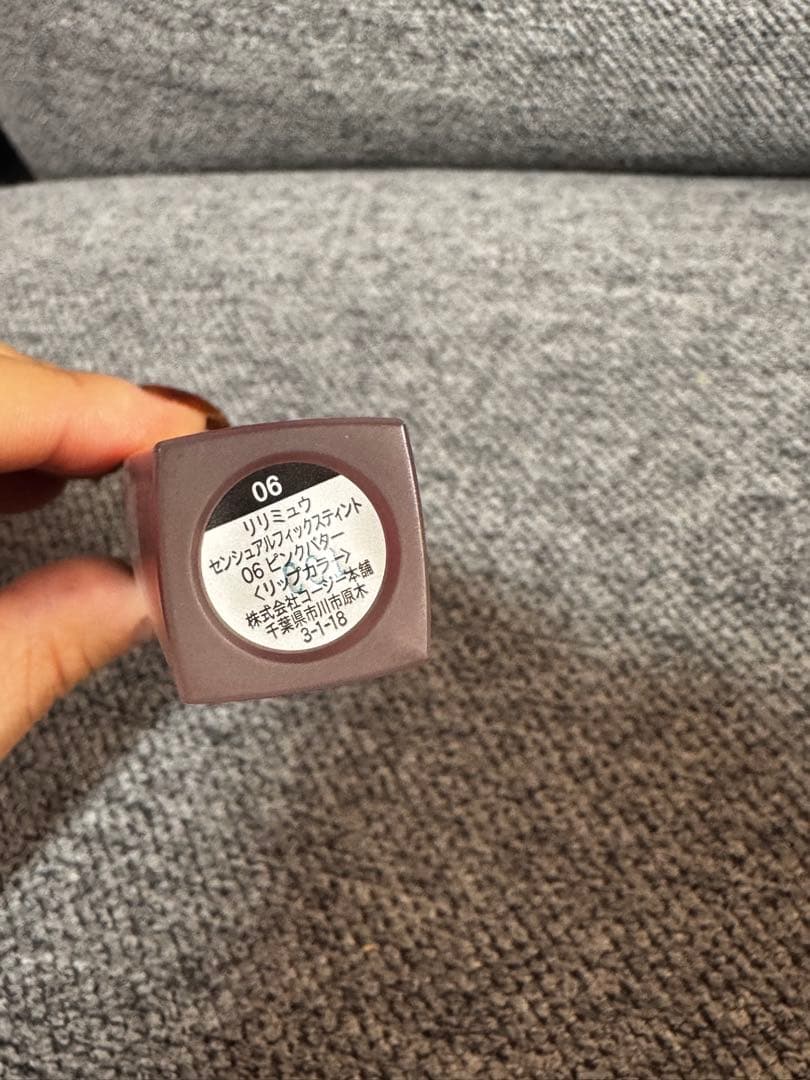 06
リリミュウ
センシュアルフィックスティント
06 ピンクバター
〈リップカラー〉
株式会社コージー本舗
千葉県市川市原木
3-1-18